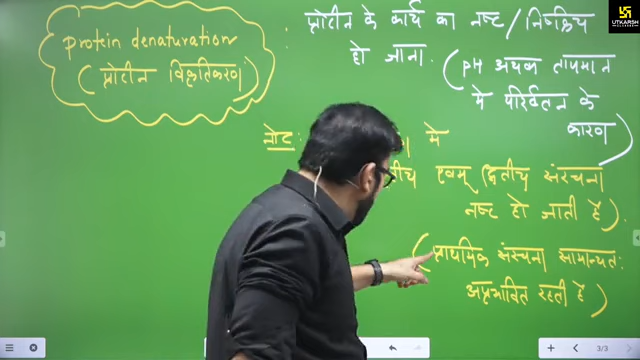 protein denaturation
(प्रोटीन विकृतिकरण)
: प्रोटीन के कार्य का नष्ट/निष्क्रिय
हो जाना.
(pH अथवा तापमान
में परिवर्तन के
कारण)
नोट: में
एवम् द्वितीय संरचना
नष्ट हो जाती है).
(प्राथमिक संरचना सामान्यत:
अप्रभावित रहती है)
UTKARSH
3/3